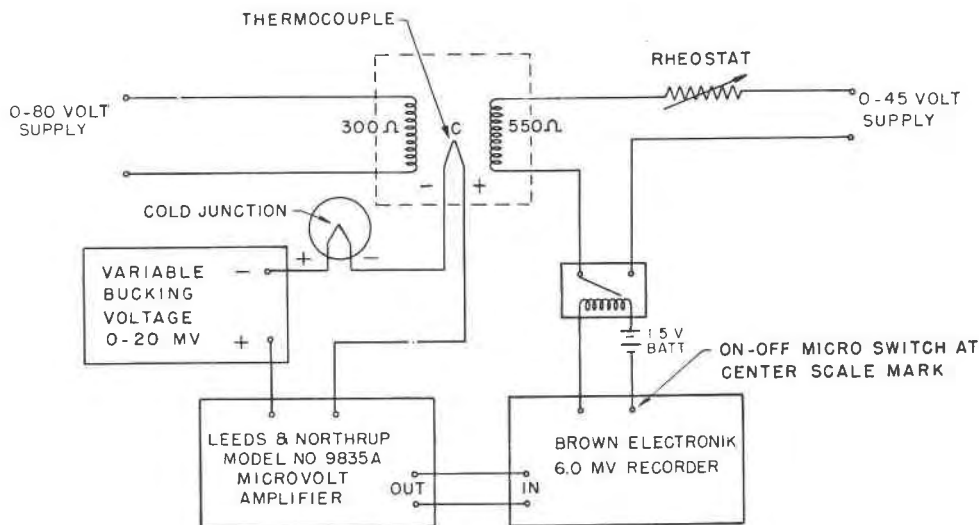 THERMOCOUPLE
RHEOSTAT
0-80 VOLT
SUPPLY
300Ω
C
550Ω
0-45 VOLT
SUPPLY
- +
COLD JUNCTION
+ -
VARIABLE
BUCKING
VOLTAGE
0-20 MV
-
+
1.5 V
BATT
ON-OFF MICRO SWITCH AT
CENTER SCALE MARK
LEEDS & NORTHRUP
MODEL NO 9835A
MICROVOLT
AMPLIFIER
OUT
IN
BROWN ELECTRONIK
6.0 MV RECORDER